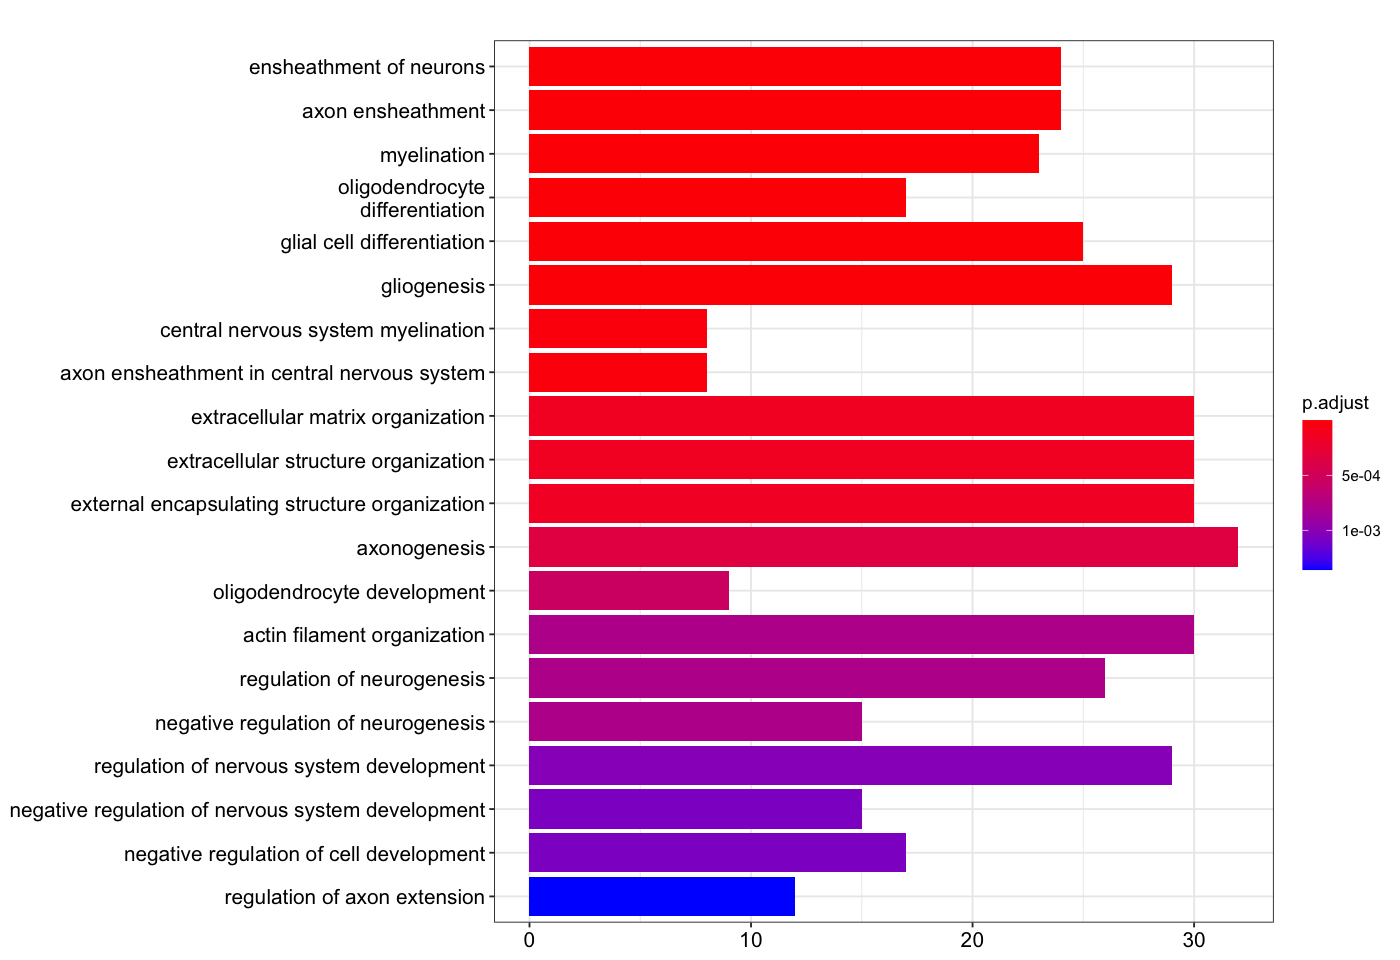 ensheathment of neurons
axon ensheathment
myelination
oligodendrocyte
differentiation
glial cell differentiation
gliogenesis
central nervous system myelination
axon ensheathment in central nervous system
extracellular matrix organization
extracellular structure organization
external encapsulating structure organization
axonogenesis
oligodendrocyte development
actin filament organization
regulation of neurogenesis
negative regulation of neurogenesis
regulation of nervous system development
negative regulation of nervous system development
negative regulation of cell development
regulation of axon extension
0 10 20 30
p.adjust
5e-04
1e-03